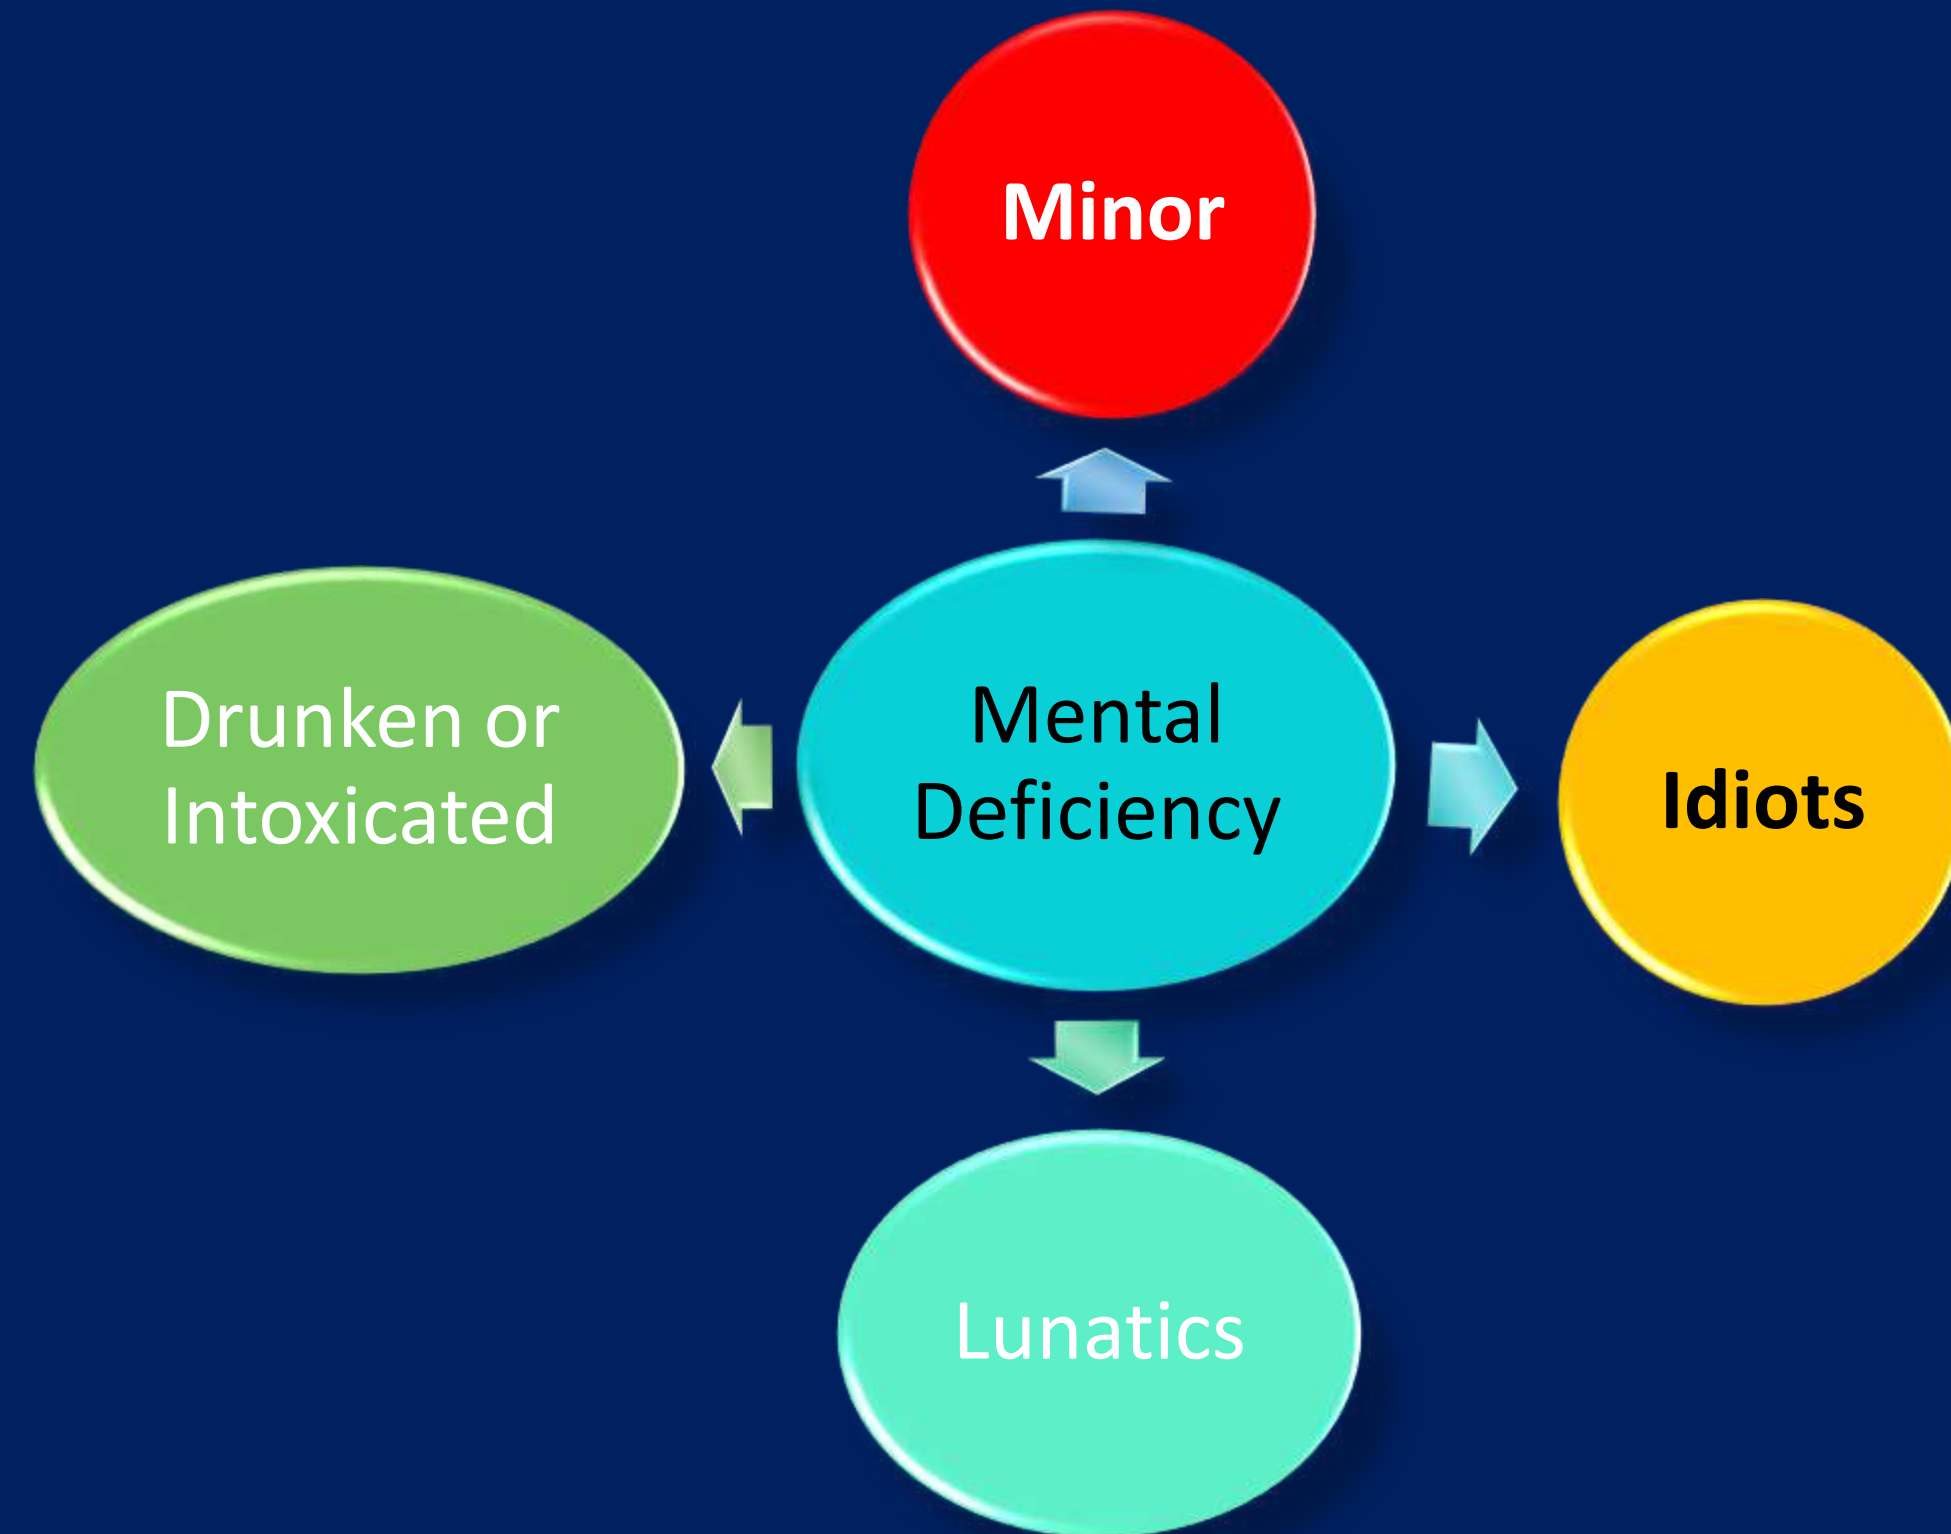 Minor
Drunken or
Intoxicated
Mental
Deficiency
Idiots
Lunatics